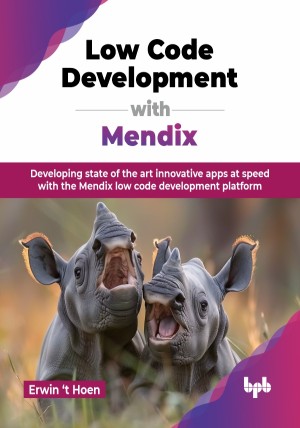 Low Code
Development
with
Mendix
Developing state of the art innovative apps at speed
with the Mendix low code development platform
Erwin ‘t Hoen
bpb